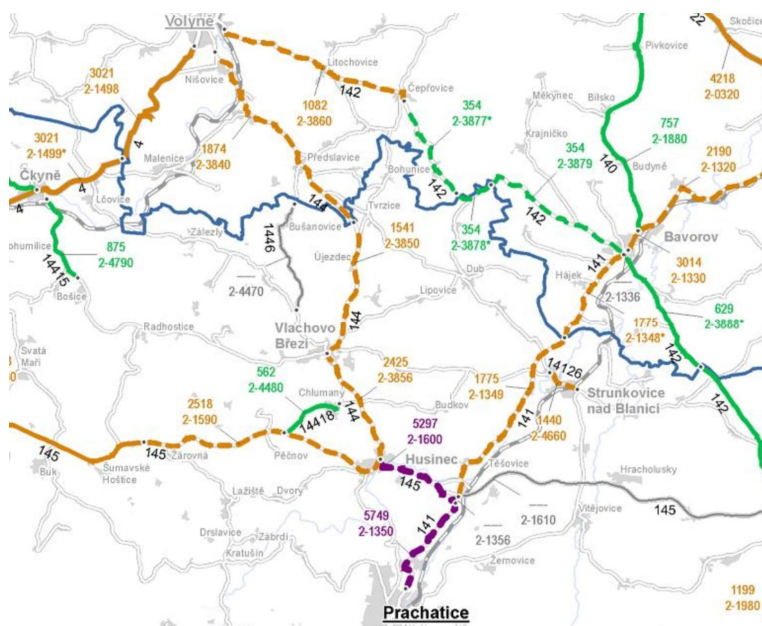 Volyně
22
Skočice
Pivkovice
Litochovice
142
Nišovice
3021
2-1498
1082
2-3860
Čepřovice
4218
2-0320
Bílsko
Měkynec
354
2-3877*
757
2-1880
4
1874
2-3840
Krajníčko
3021
2-1499*
354
2-3879
140
Malenice
Předslavice
Budyně
2190
2-1320
Bohunice
Čkyně
4
142
Lčovice
144
Tvrzice
142
4
Bušanovice
354
2-3878*
Bavorov
ohumilice
875
2-4790
Zálezly
1446
1541
2-3850
141
3014
2-1330
Újezdec
Hájek
Dub
2-4470
2-1336
14415
Bošice
Lipovice
629
2-3888*
1775
2-1348*
144
Radhostice
Vlachovo
Březí
142
Svatá
Maří
2425
2-3856
562
2-4480
1775
2-1349
14126
Strunkovice
nad Blanicí
142
Chlumany
144
Budkov
14418
2518
2-1590
141
1440
2-4660
5297
2-1600
145
145
Žárovná
Pěčnov
Buk
Šumavské
Hoštice
Husinec
Těšovice
Hracholusky
145
Lažiště
Dvory
145
5749
2-1350
141
2-1610
Vitějovice
Drslavice
Zábrdí
2-1356
Kratušín
Žernovice
1199
2-1980
Prachatice